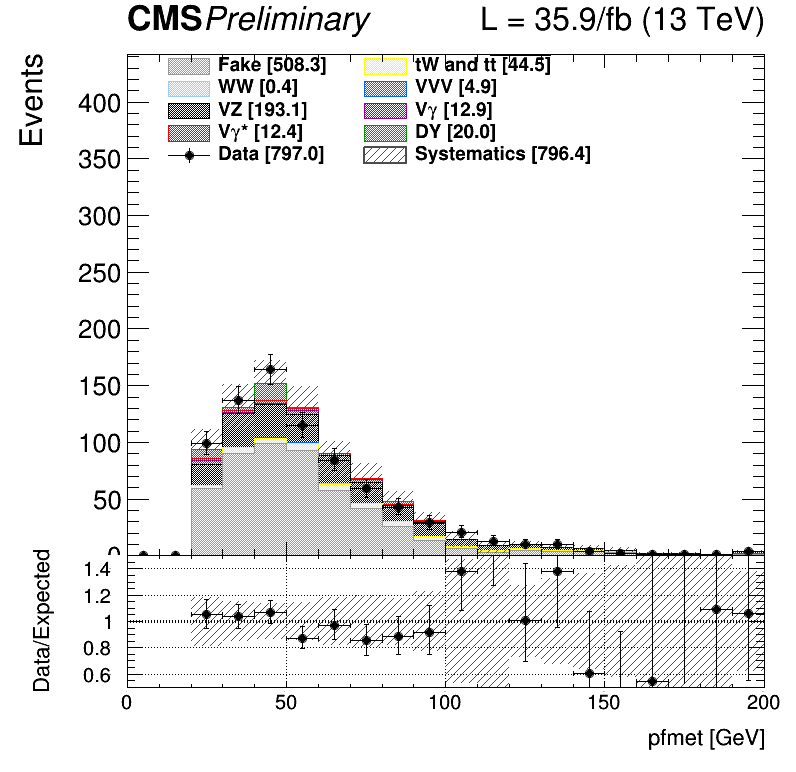 CMS Preliminary L = 35.9/fb (13 TeV)
Events
Fake [508.3] tW and tt [44.5]
WW [0.4] VVV [4.9]
VZ [193.1] Vγ [12.9]
Vγ* [12.4] DY [20.0]
Data [797.0] Systematics [796.4]
400
350
300
250
200
150
100
50
0
Data/Expected
1.4
1.2
1
0.8
0.6
0 50 100 150 200
pfmet [GeV]